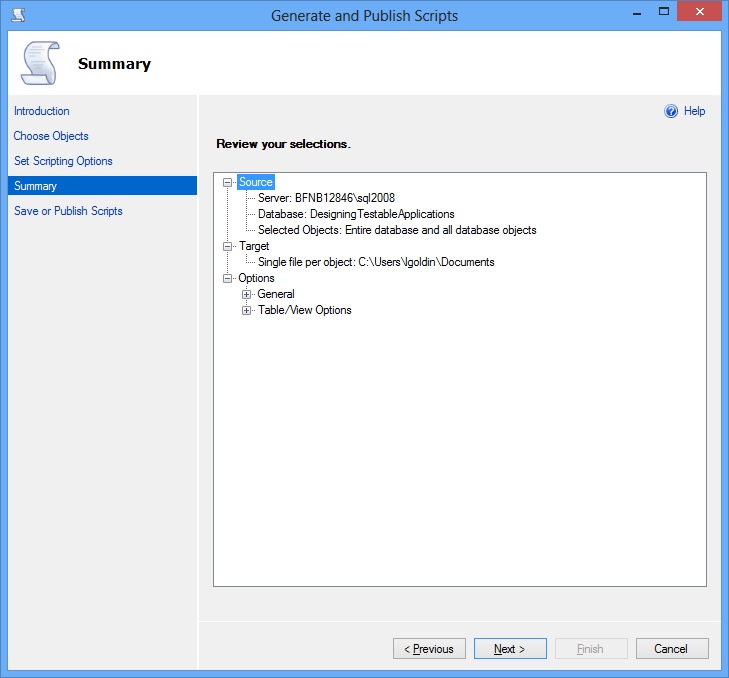 Generate and Publish Scripts
Summary
Introduction
Choose Objects
Set Scripting Options
Summary
Save or Publish Scripts
Help
Review your selections.
Source
Server: BFNB12846\sql2008
Database: DesigningTestableApplications
Selected Objects: Entire database and all database objects
Target
Single file per object: C:\Users\lgoldin\Documents
Options
General
Table/View Options
< Previous
Next >
Finish
Cancel